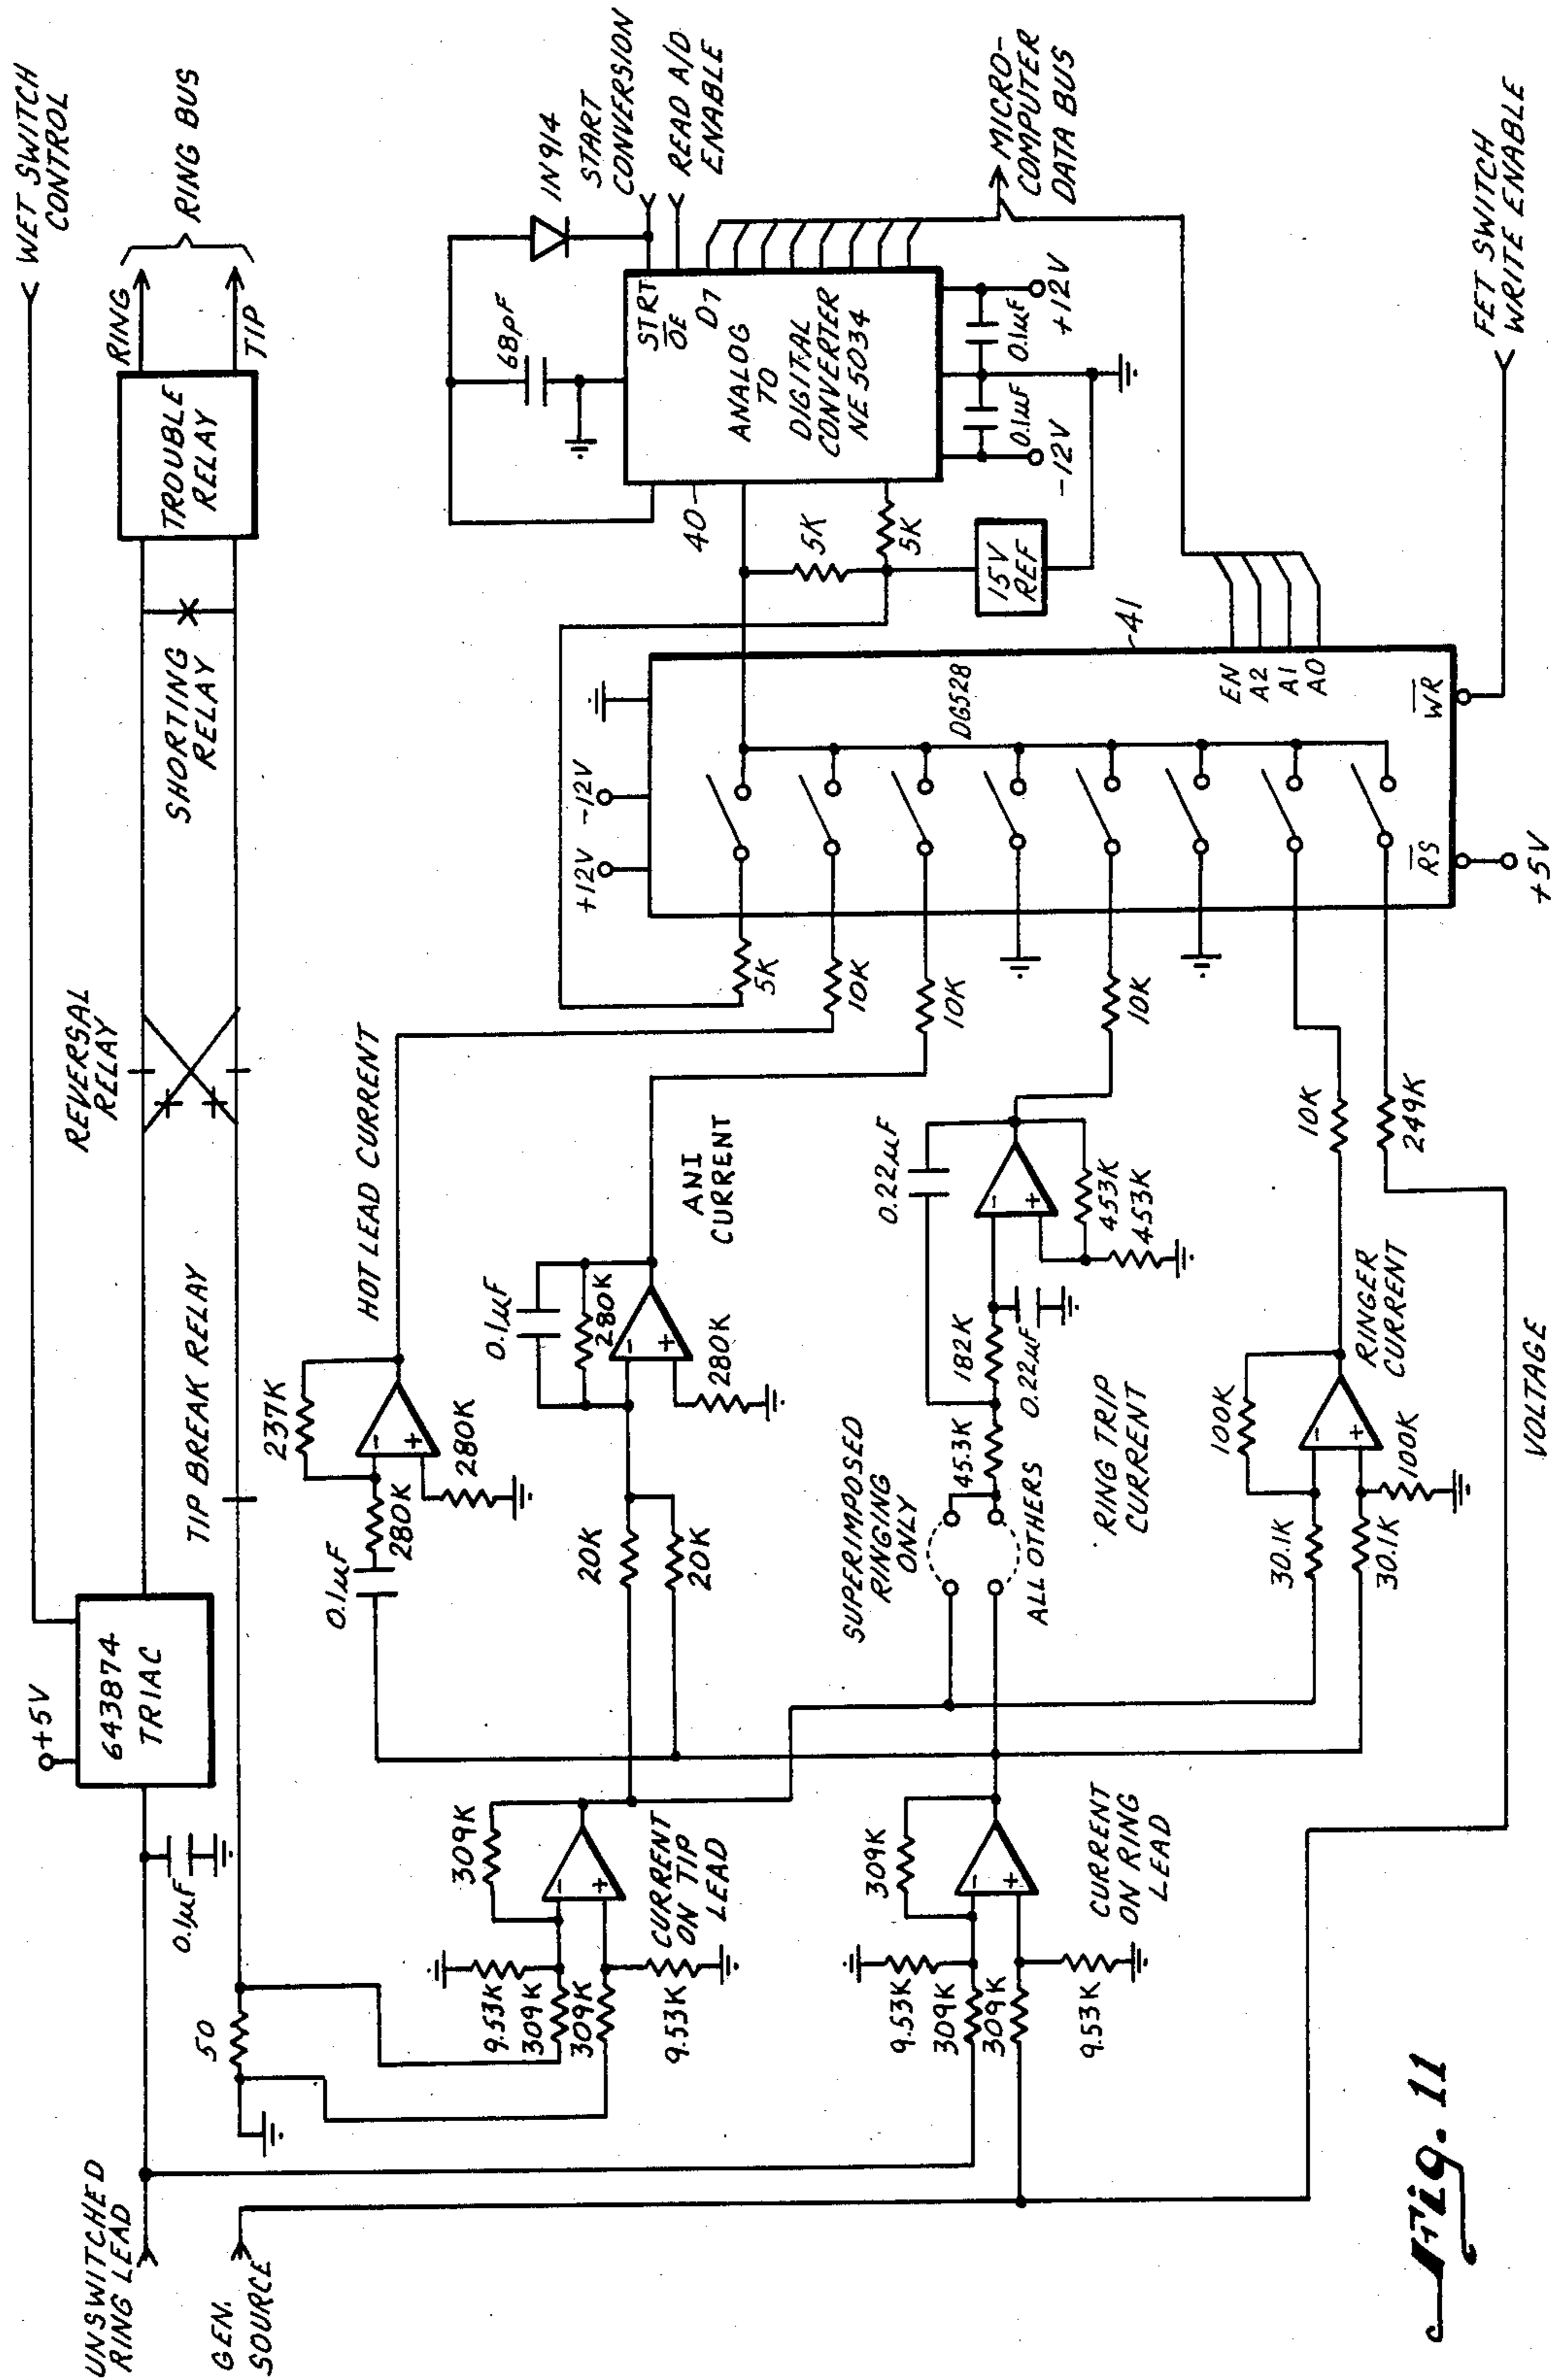 WET SWITCH
CONTROL
+5V
643874
TRIAC
0.1µF
UNSWITCHED
RING LEAD
GEN.
SOURCE
50
TIP BREAK RELAY
REVERSAL
RELAY
SHORTING
RELAY
TROUBLE
RELAY
RING
TIP
RING BUS
HOT LEAD CURRENT
237K
0.1µF
280K
280K
-
+
0.1µF
280K
280K
-
+
ANI
CURRENT
20K
20K
309K
-
+
9.53K
309K
309K
9.53K
CURRENT
ON TIP
LEAD
309K
-
+
9.53K
309K
309K
9.53K
CURRENT
ON RING
LEAD
SUPERIMPOSED
RINGING
ONLY
ALL OTHERS
45.3K
182K
0.22µF
0.22µF
-
+
453K
453K
RING TRIP
CURRENT
30.1K
30.1K
100K
100K
-
+
RINGER
CURRENT
VOLTAGE
5K
10K
10K
10K
10K
249K
+12V
-12V
DG528
EN
A2
A1
A0
RS
WR
+5V
41
FET SWITCH
WRITE ENABLE
15V
REF
5K
5K
40
68pF
IN914
START
CONVERSION
READ A/D
ENABLE
STRT
OE
D7
ANALOG
TO
DIGITAL
CONVERTER
NE 5034
0.1µF
0.1µF
-12V
+12V
MICRO-
COMPUTER
DATA BUS
Fig. 11